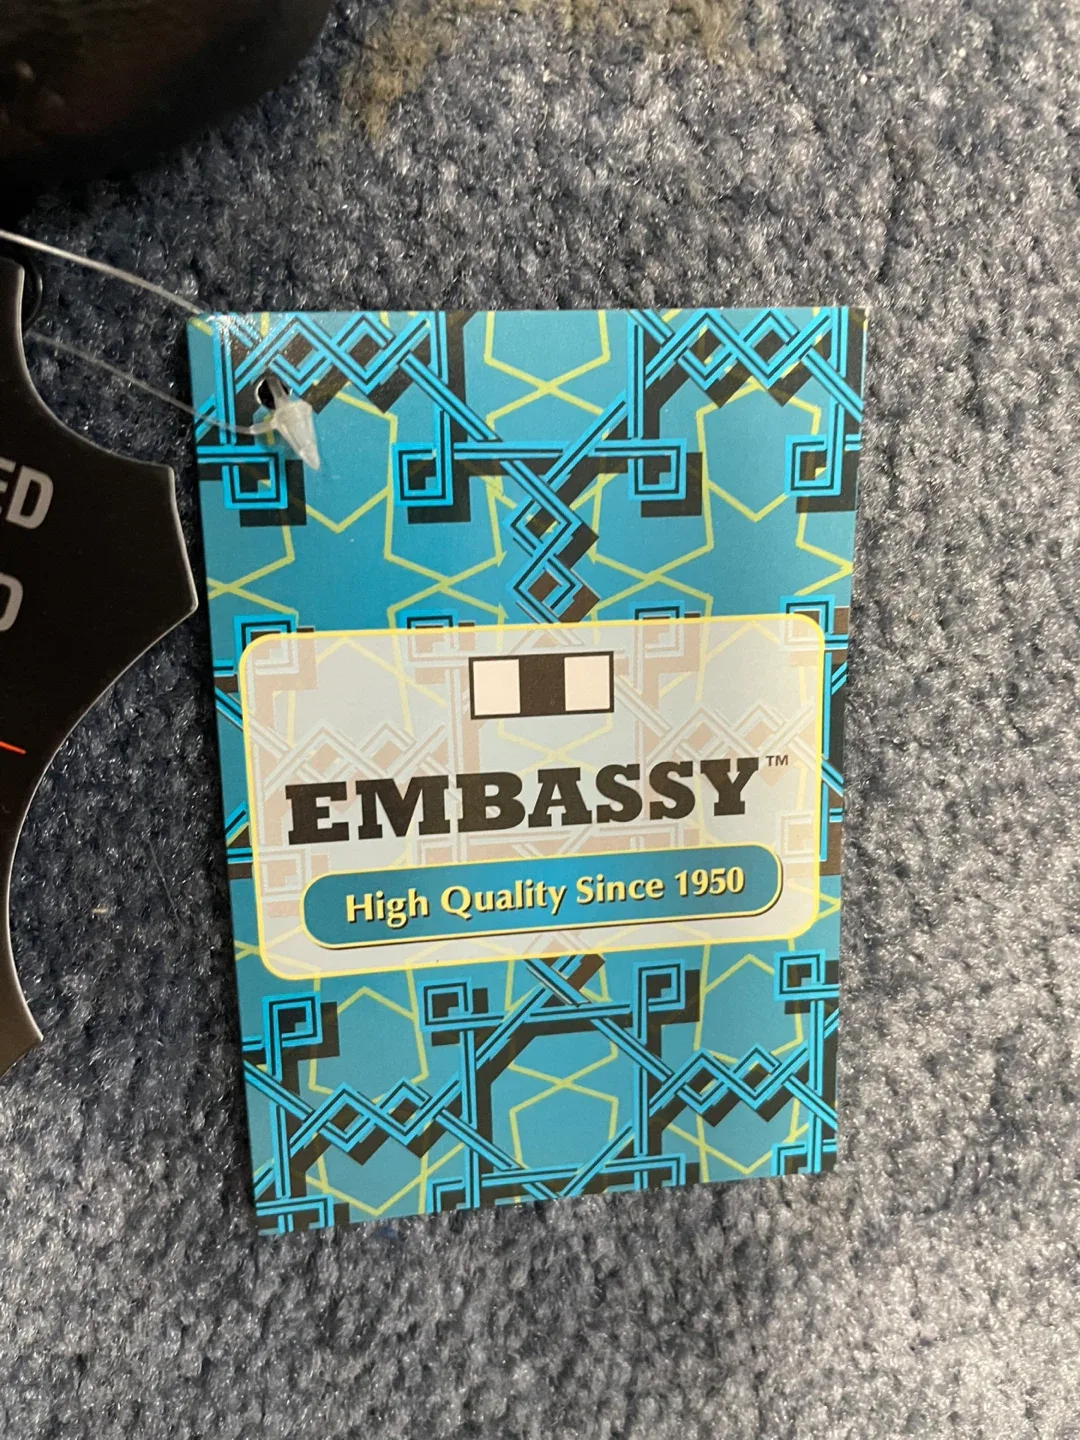 EMBASSY™
High Quality Since 1950